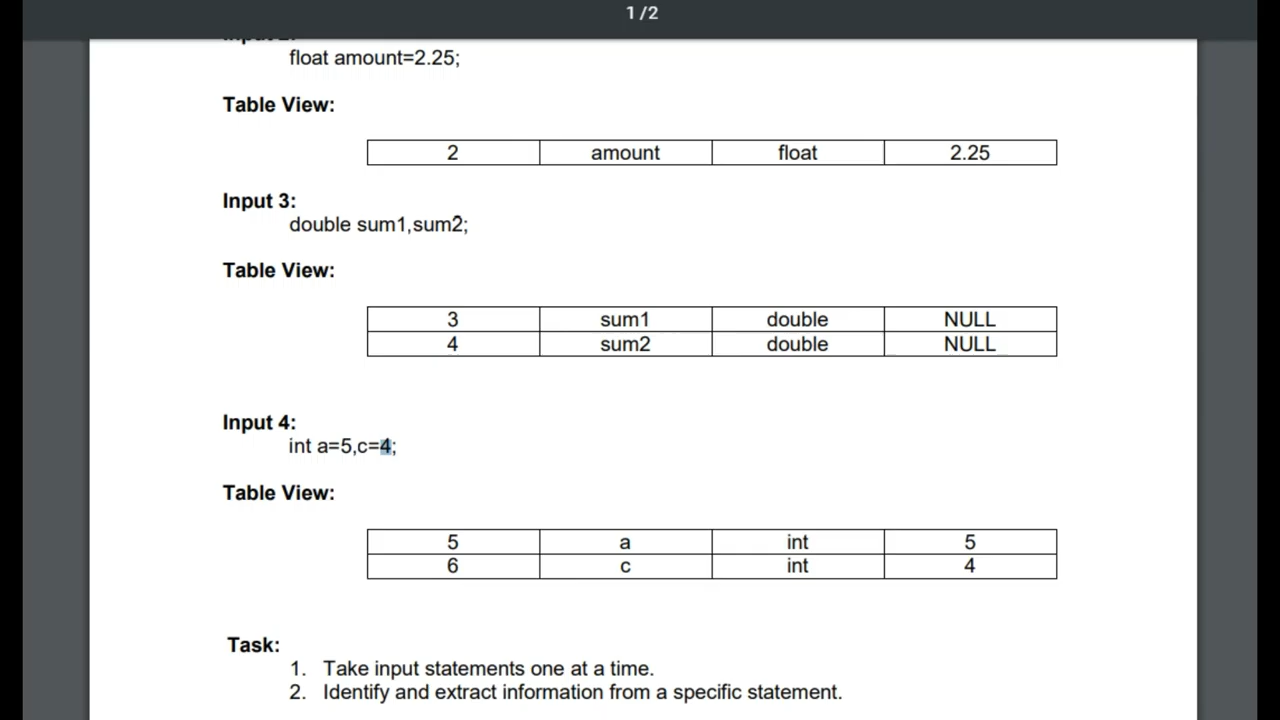 1 / 2
float amount=2.25;
Table View:
2 amount float 2.25
Input 3:
double sum1,sum2;
Table View:
3 sum1 double NULL
4 sum2 double NULL
Input 4:
int a=5,c=4;
Table View:
5 a int 5
6 c int 4
Task:
1. Take input statements one at a time.
2. Identify and extract information from a specific statement.